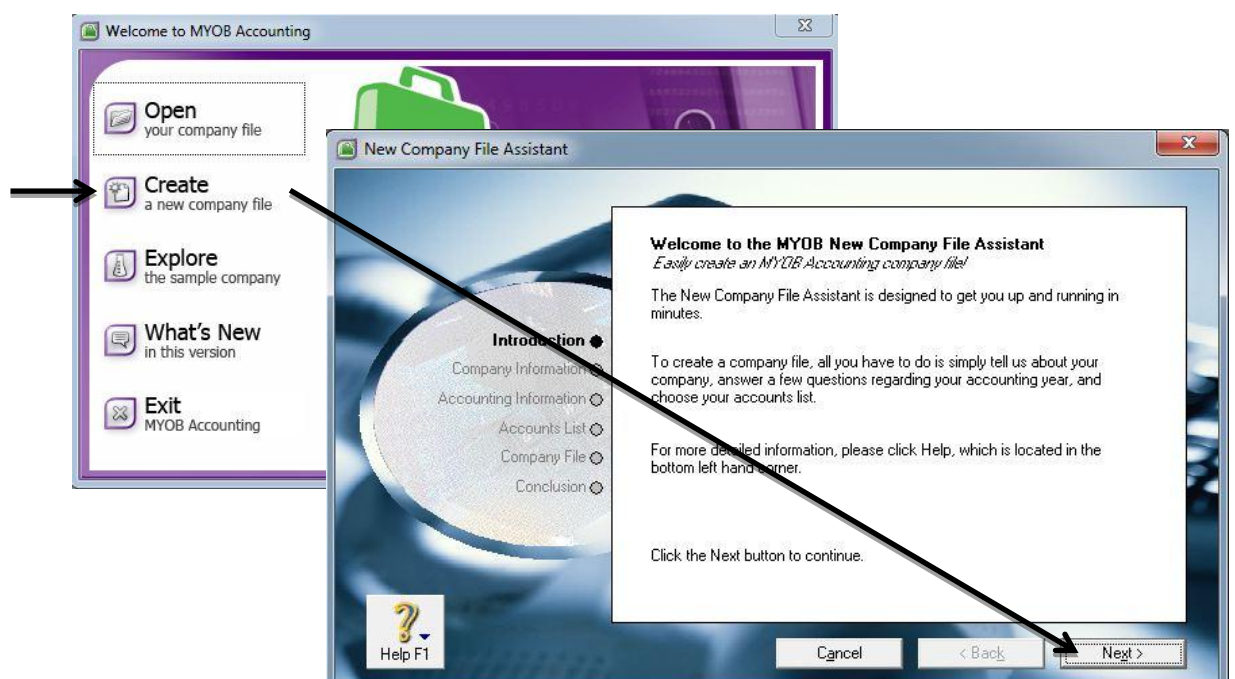 Welcome to MYOB Accounting
Open
your company file
Create
a new company file
Explore
the sample company
What's New
in this version
Exit
MYOB Accounting
New Company File Assistant
Introduction
Company Information
Accounting Information
Accounts List
Company File
Conclusion
Welcome to the MYOB New Company File Assistant
Easily create an MYOB Accounting company file!
The New Company File Assistant is designed to get you up and running in
minutes.
To create a company file, all you have to do is simply tell us about your
company, answer a few questions regarding your accounting year, and
choose your accounts list.
For more detailed information, please click Help, which is located in the
bottom left hand corner.
Click the Next button to continue.
Help F1
Cancel
< Back
Next >